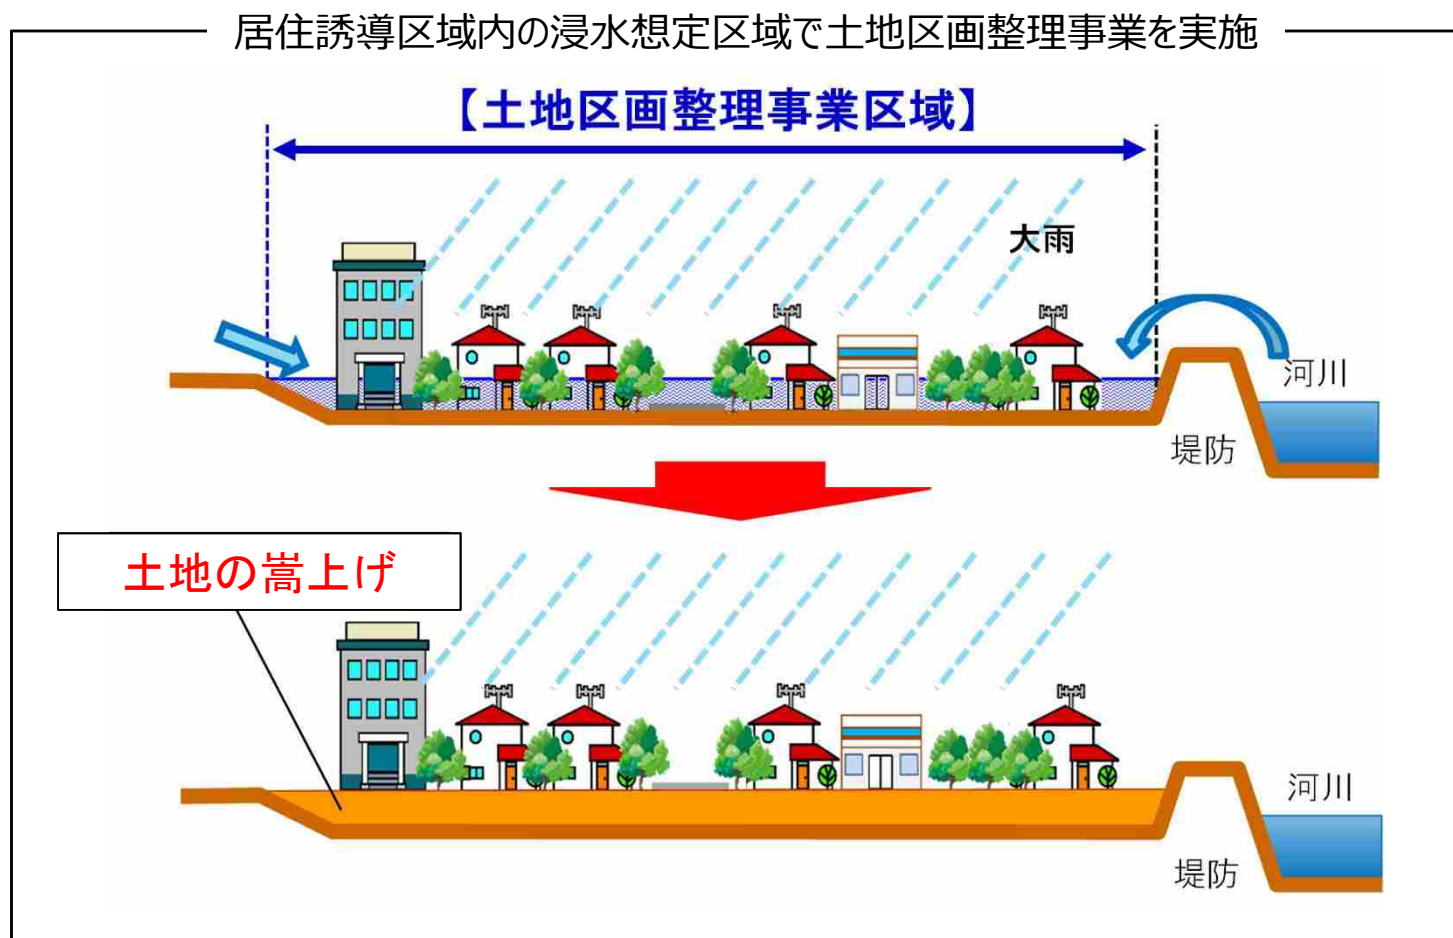 居住誘導区域内の浸水想定区域で土地区画整理事業を実施
【土地区画整理事業区域】
大雨
河川
堤防
土地の嵩上げ
河川
堤防